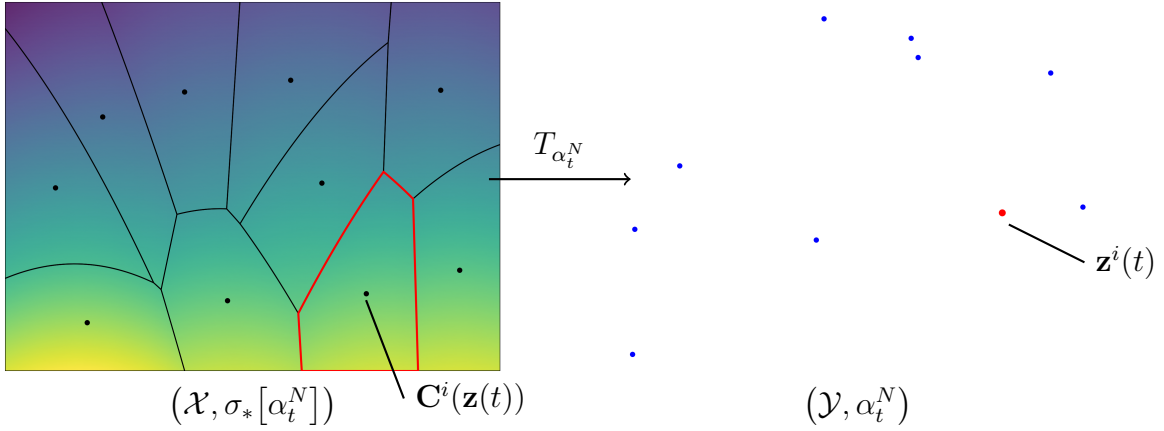 T_{α_t^N}
z^i(t)
C^i(z(t))
(𝒳, σ_*[α_t^N])
(𝒴, α_t^N)